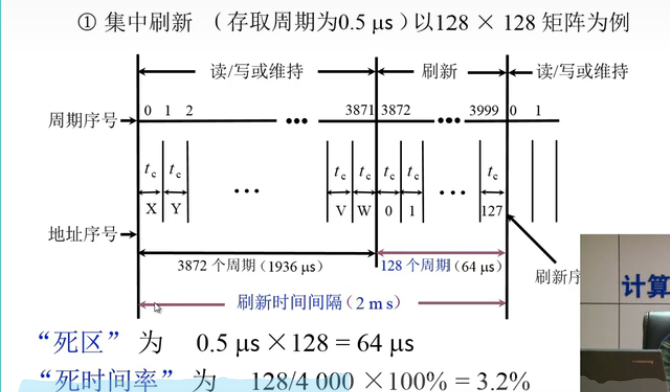 ① 集中刷新 （存取周期为0.5 μs）以128 × 128 矩阵为例
读/写或维持 刷新 读/写或维持
周期序号 0 1 2 ••• 3871 3872 ••• 3999 0 1
tc tc ••• tc tc tc tc ••• tc
X Y V W 0 1 127
地址序号
3872 个周期（1936 μs） 128 个周期（64 μs）
刷新序
刷新时间间隔（2 m s）
计算
“死区” 为 0.5 μs × 128 = 64 μs
“死时间率” 为 128/4 000 × 100% = 3.2%